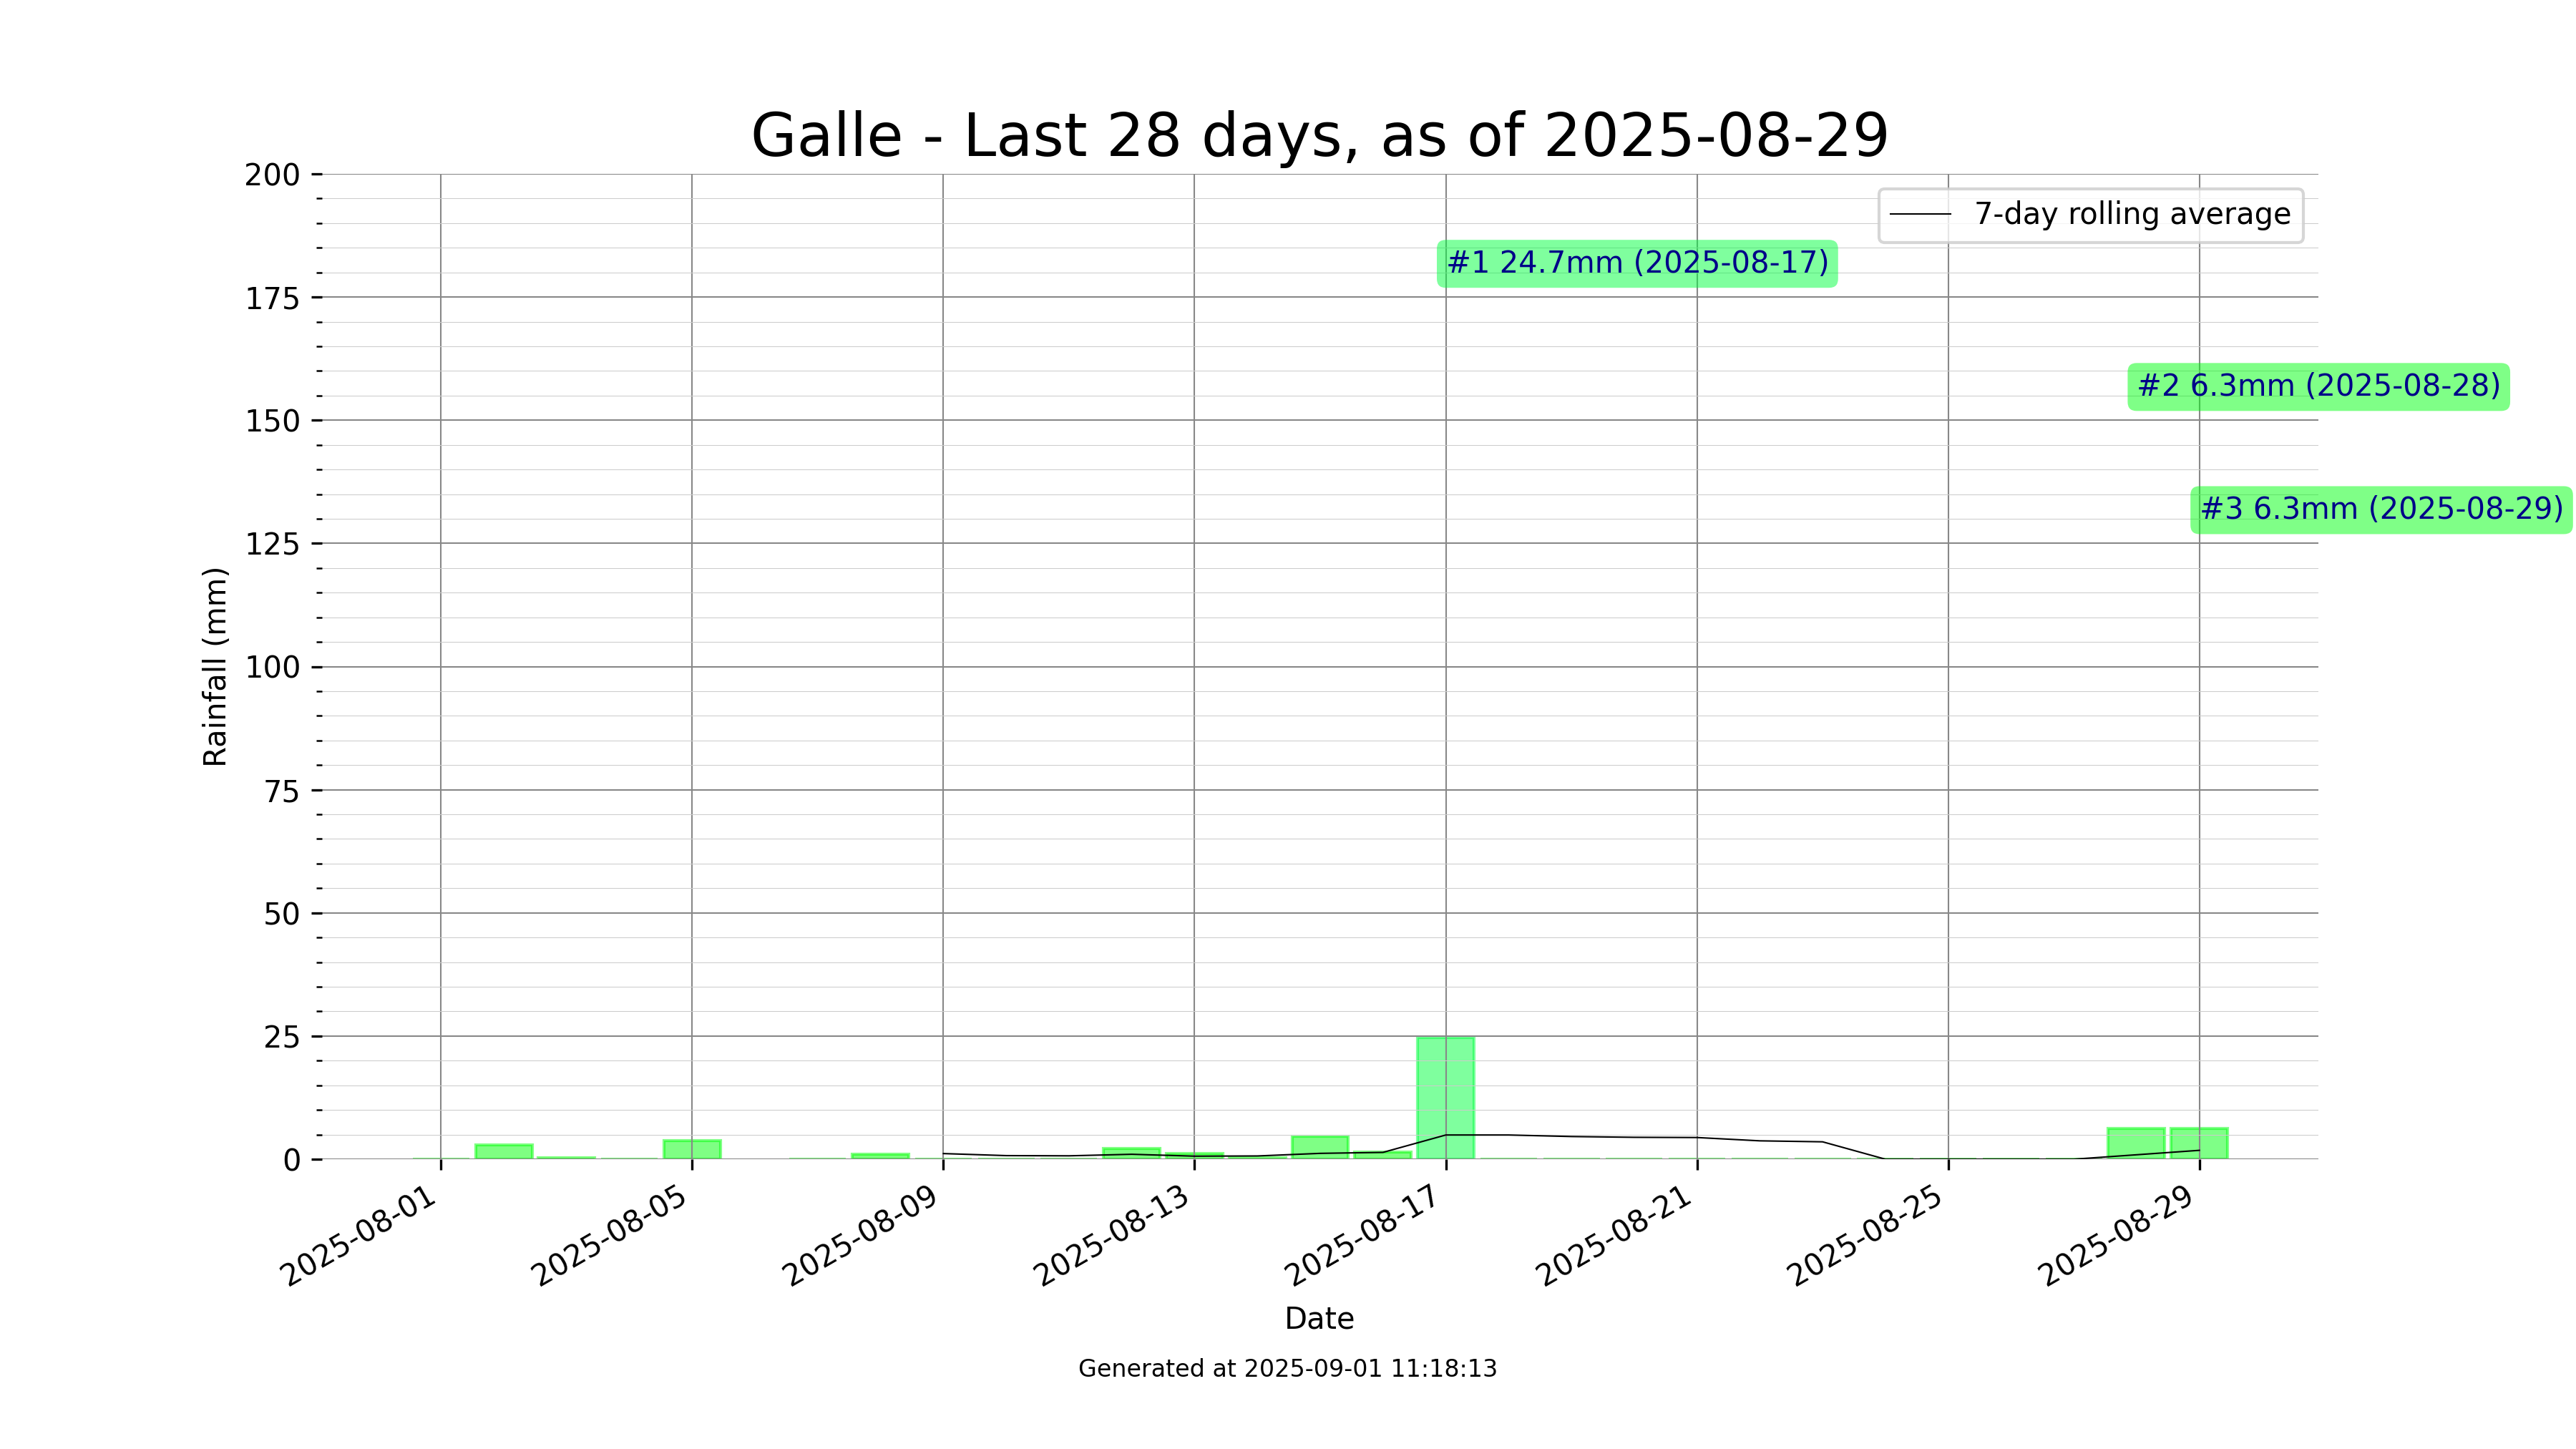 Galle - Last 28 days, as of 2025-08-29
7-day rolling average
#1 24.7mm (2025-08-17)
#2 6.3mm (2025-08-28)
#3 6.3mm (2025-08-29)
Rainfall (mm)
200
175
150
125
100
75
50
25
0
2025-08-01
2025-08-05
2025-08-09
2025-08-13
2025-08-17
2025-08-21
2025-08-25
2025-08-29
Date
Generated at 2025-09-01 11:18:13